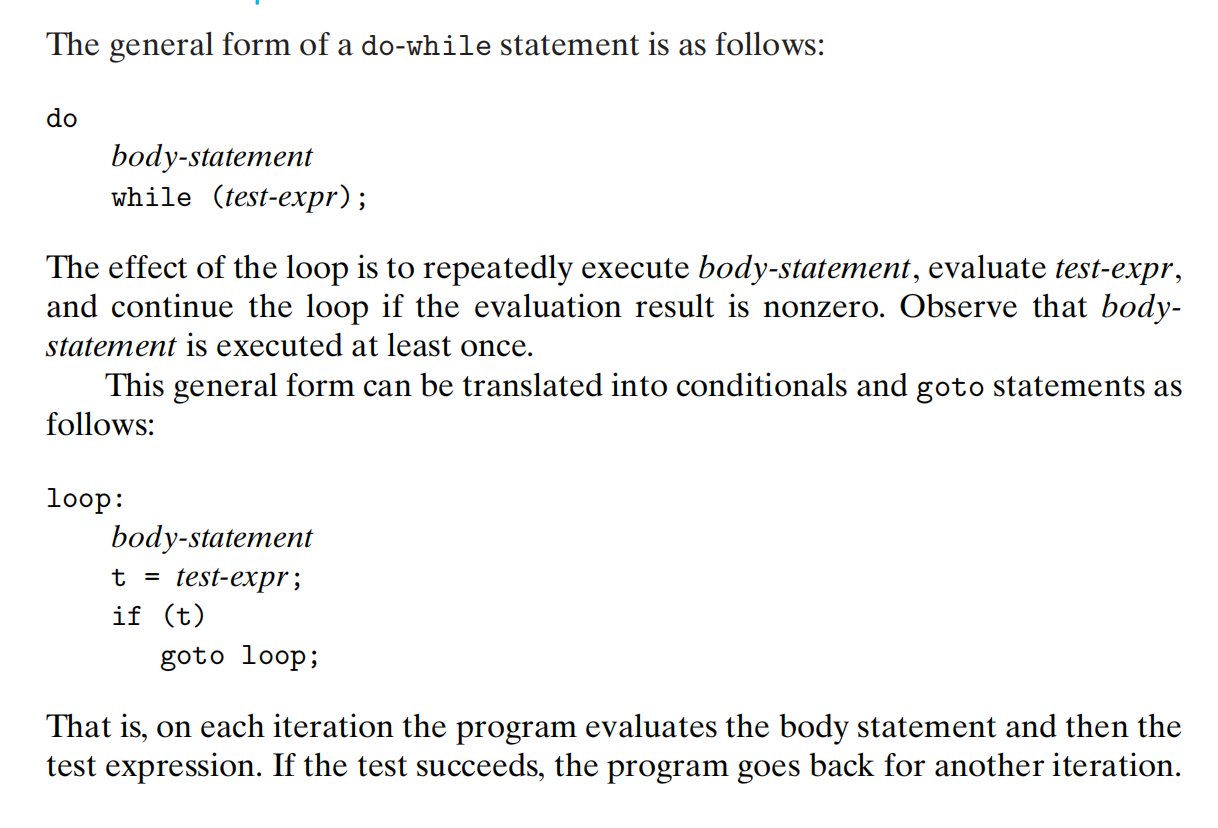 The general form of a do-while statement is as follows:
do
body-statement
while (test-expr);
The effect of the loop is to repeatedly execute body-statement, evaluate test-expr,
and continue the loop if the evaluation result is nonzero. Observe that body-
statement is executed at least once.
This general form can be translated into conditionals and goto statements as
follows:
loop:
body-statement
t = test-expr;
if (t)
goto loop;
That is, on each iteration the program evaluates the body statement and then the
test expression. If the test succeeds, the program goes back for another iteration.